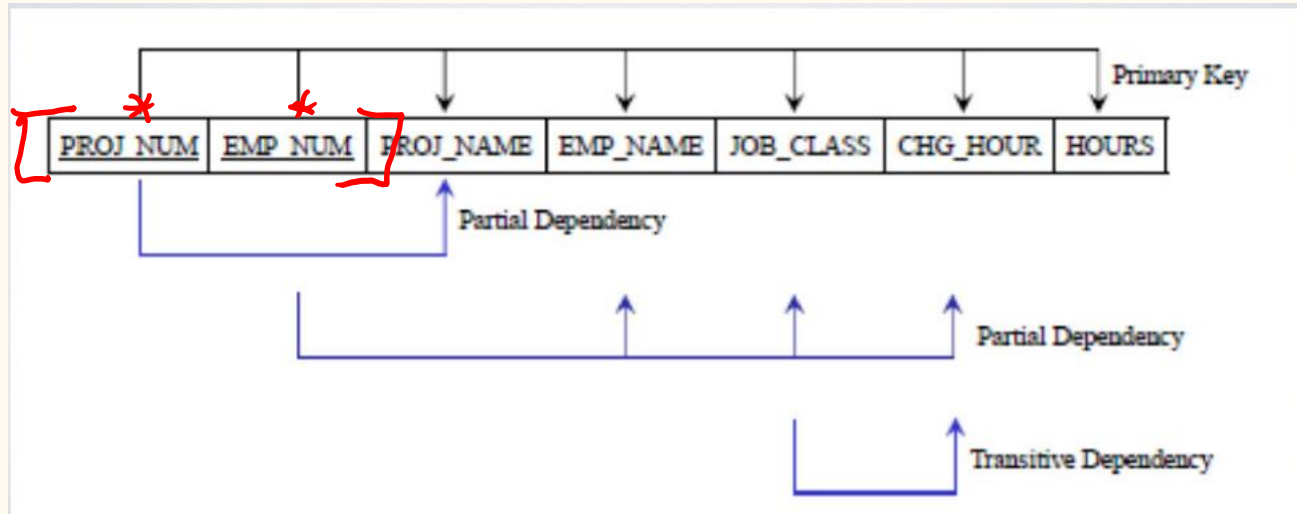 Primary Key
PROJ_NUM EMP_NUM PROJ_NAME EMP_NAME JOB_CLASS CHG_HOUR HOURS
Partial Dependency
Partial Dependency
Transitive Dependency